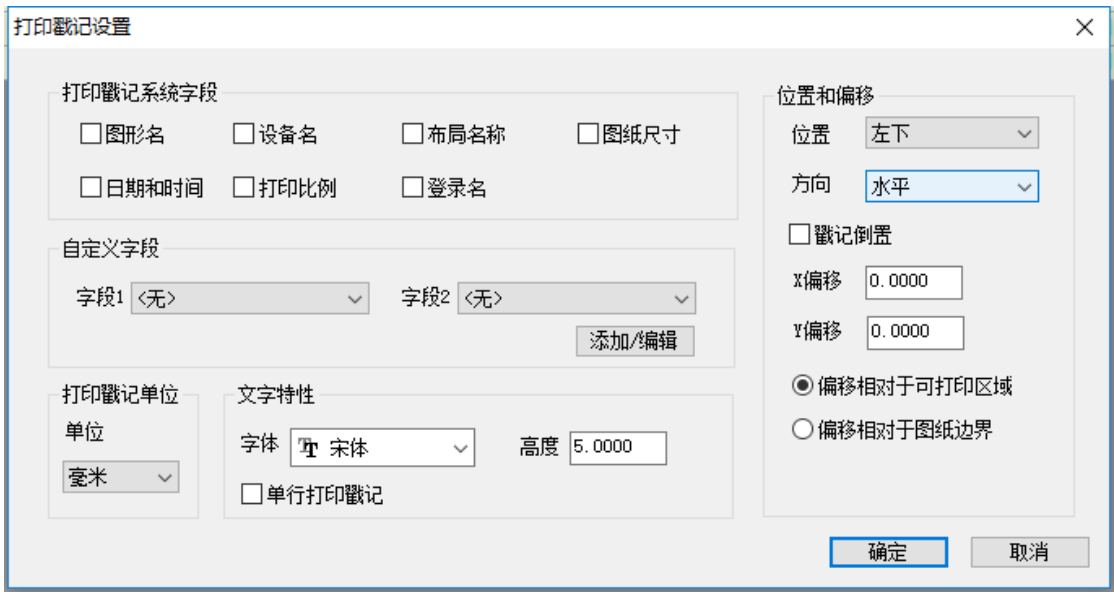 打印戳记设置
打印戳记系统字段
图形名 设备名 布局名称 图纸尺寸
日期和时间 打印比例 登录名
自定义字段
字段1 <无> 字段2 <无>
添加/编辑
打印戳记单位
单位
毫米
文字特性
字体 宋体 高度 5.0000
单行打印戳记
位置和偏移
位置 左下
方向 水平
戳记倒置
X偏移 0.0000
Y偏移 0.0000
偏移相对于可打印区域
偏移相对于图纸边界
确定 取消